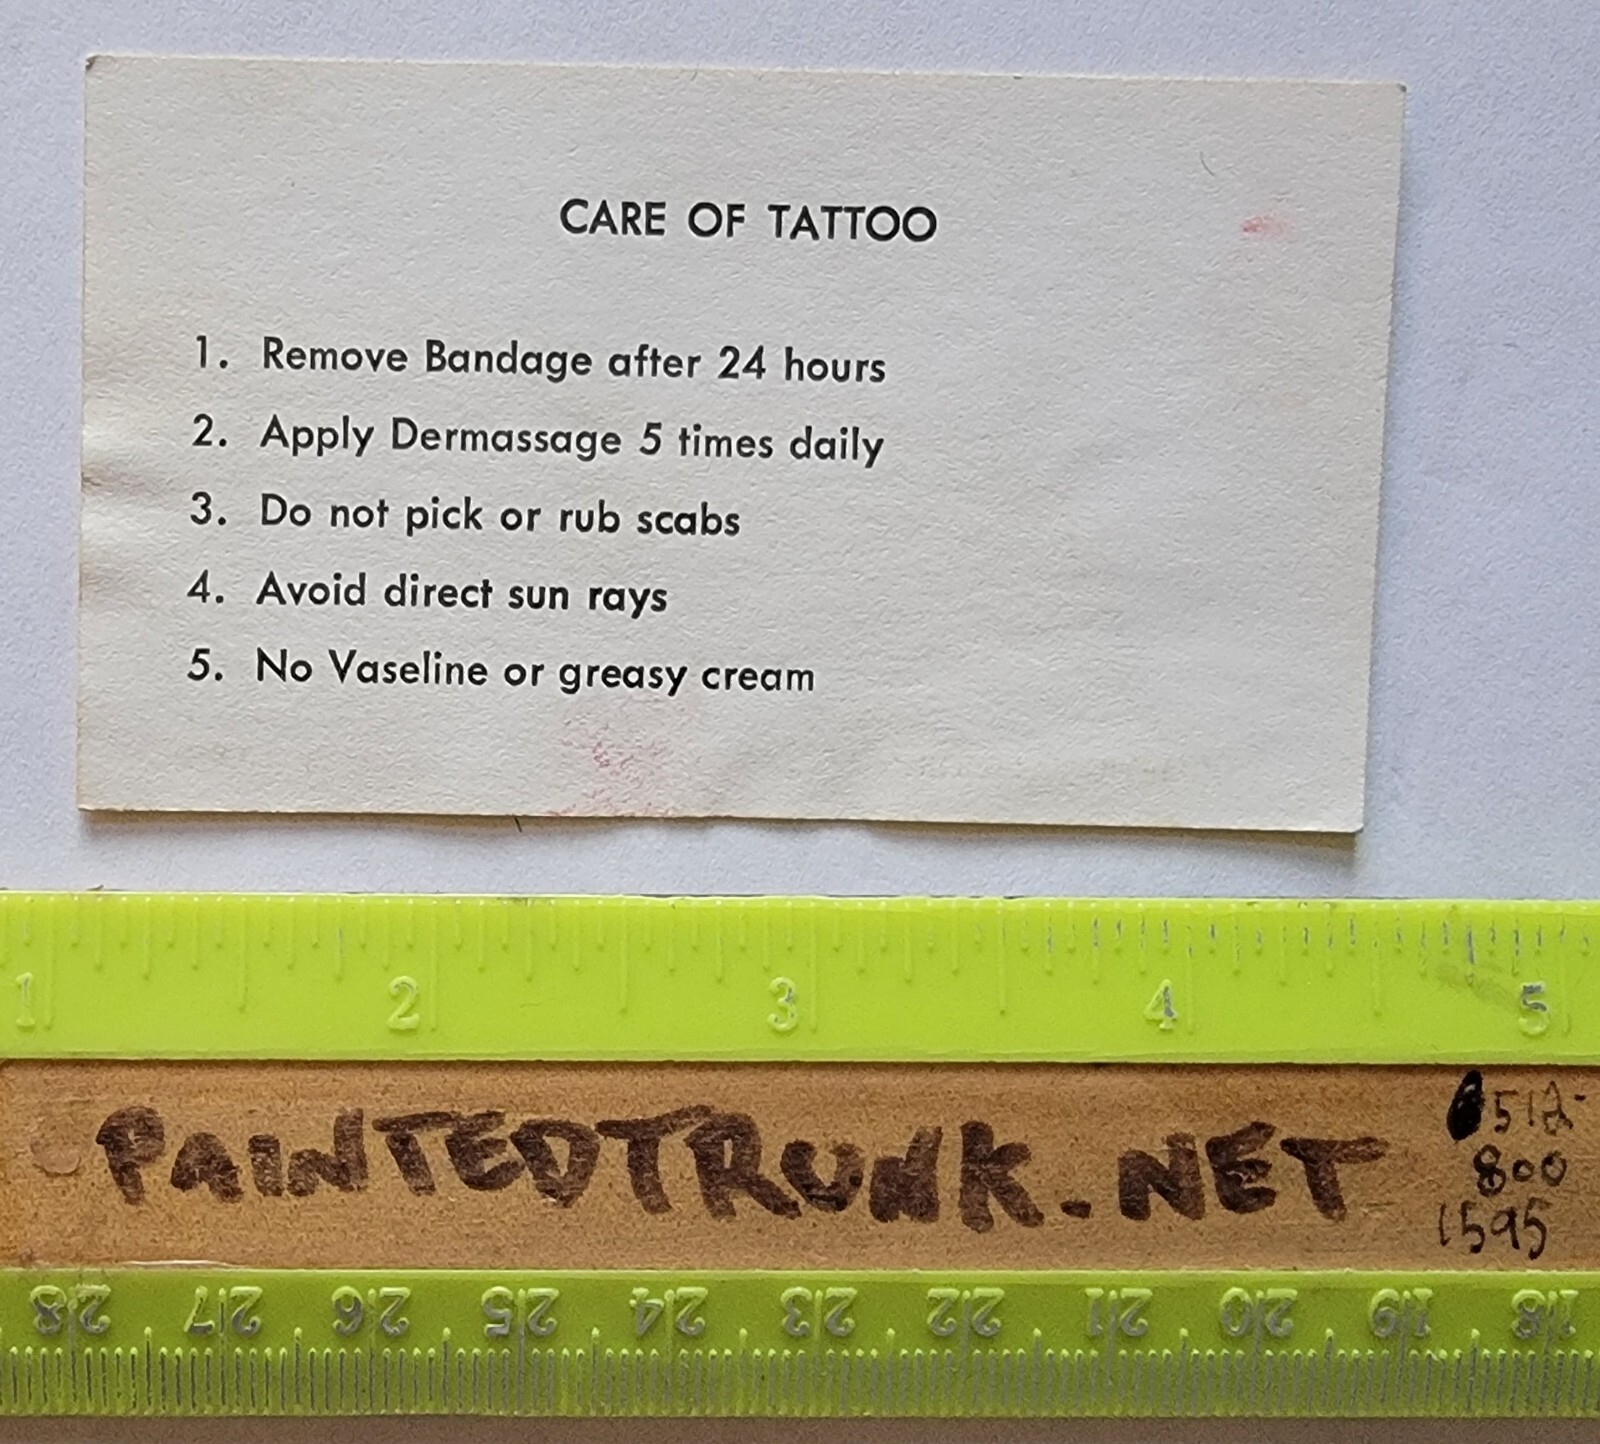 CARE OF TATTOO
1. Remove Bandage after 24 hours
2. Apply Dermassage 5 times daily
3. Do not pick or rub scabs
4. Avoid direct sun rays
5. No Vaseline or greasy cream
1 2 3 4 5
PAINTEDTRUNK.NET
512-
800
1595
28 27 26 25 24 23 22 21 20 19 18